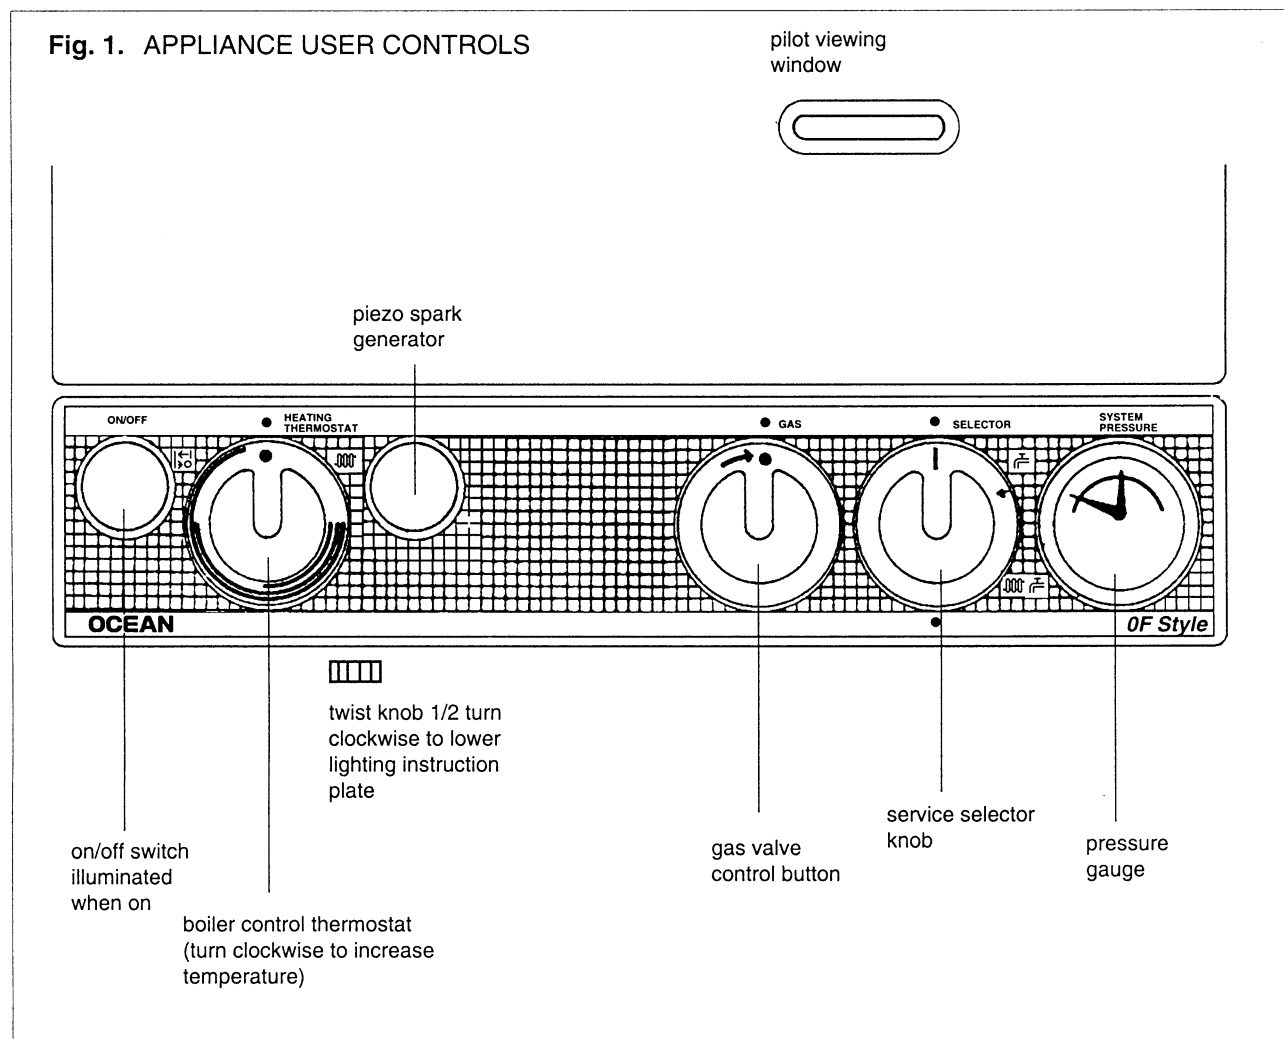 Fig. 1. APPLIANCE USER CONTROLS
pilot viewing
window
piezo spark
generator
ON/OFF
HEATING
THERMOSTAT
GAS
SELECTOR
SYSTEM
PRESSURE
OCEAN
0F Style
twist knob 1/2 turn
clockwise to lower
lighting instruction
plate
on/off switch
illuminated
when on
boiler control thermostat
(turn clockwise to increase
temperature)
gas valve
control button
service selector
knob
pressure
gauge